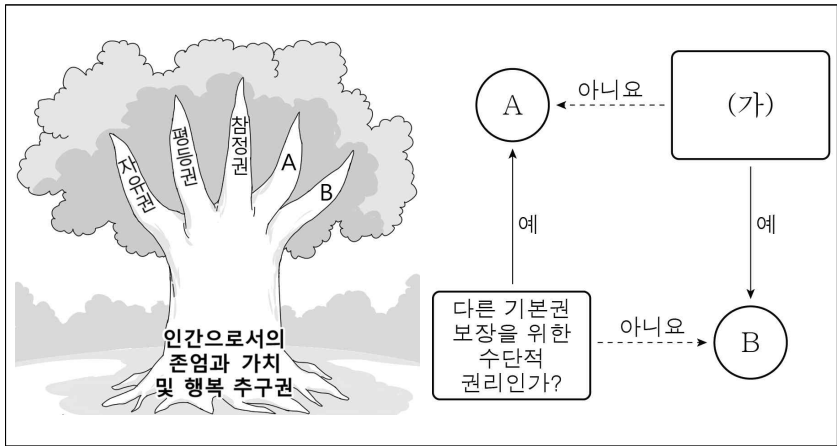 자유권
평등권
참정권
A
B
인간으로서의
존엄과 가치
및 행복 추구권
A
아니요
(가)
예
예
다른 기본권
보장을 위한
수단적
권리인가?
아니요
B